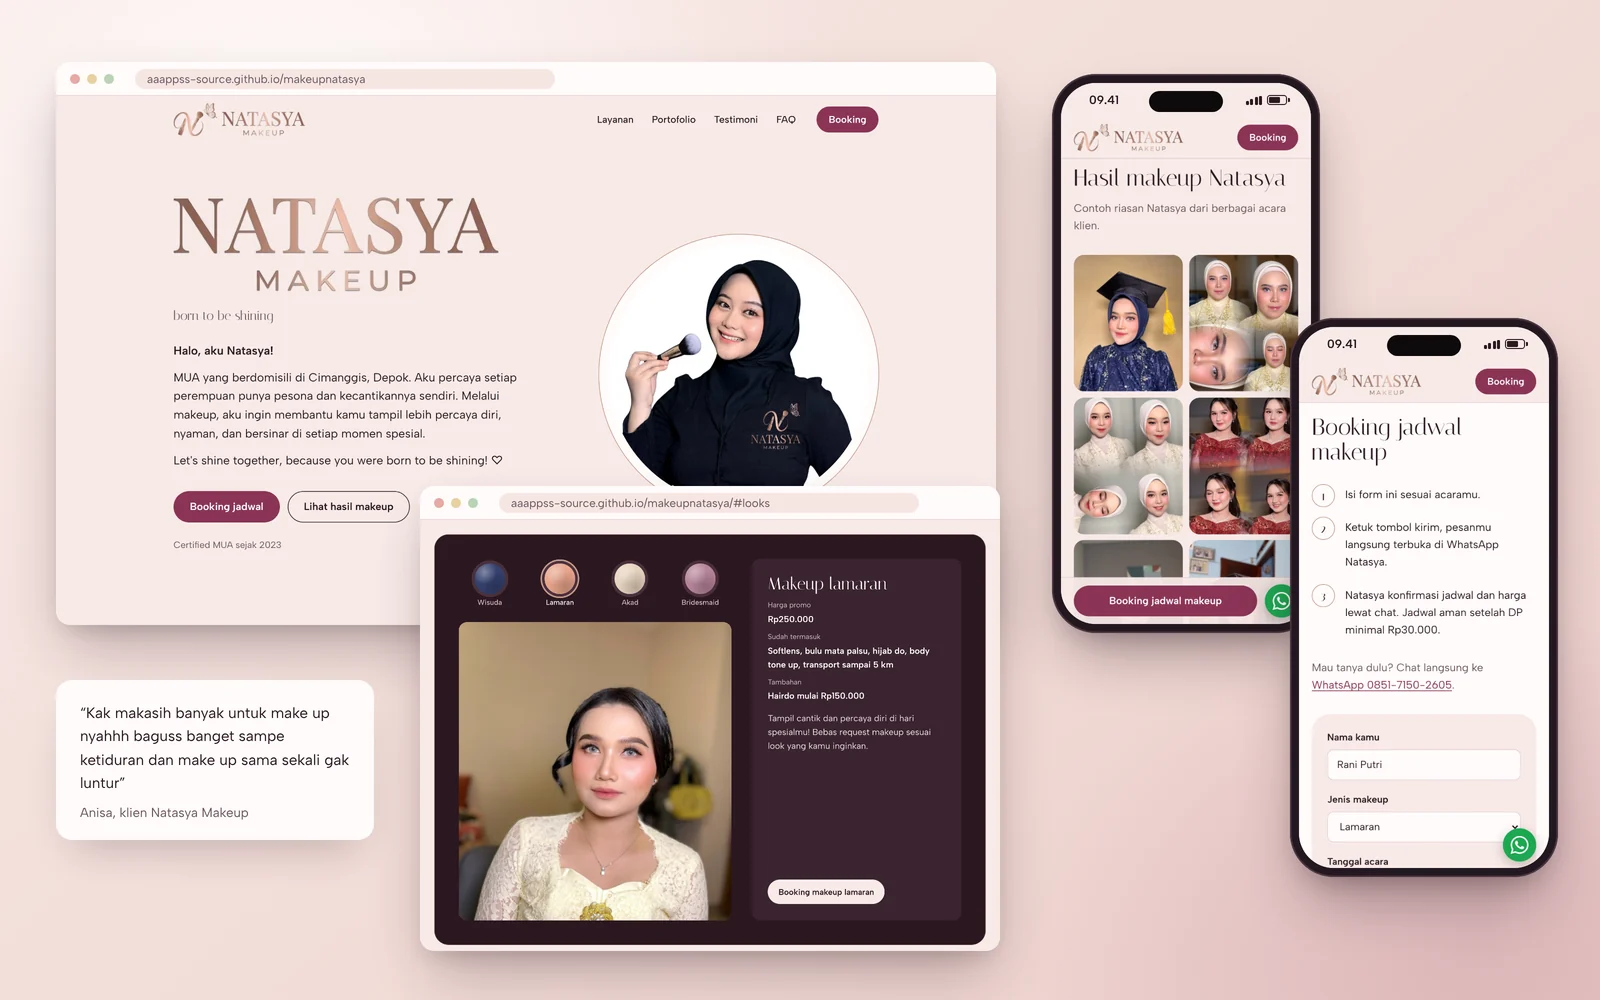 aaappss-source.github.io/makeupnatasya
NATASYA
MAKEUP
Layanan
Portofolio
Testimoni
FAQ
Booking
NATASYA
MAKEUP
born to be shining
Halo, aku Natasya!
MUA yang berdomisili di Cimanggis, Depok. Aku percaya setiap
perempuan punya pesona dan kecantikannya sendiri. Melalui
makeup, aku ingin membantu kamu tampil lebih percaya diri,
nyaman, dan bersinar di setiap momen spesial.
Let's shine together, because you were born to be shining! ♡
Booking jadwal
Lihat hasil makeup
Certified MUA sejak 2023
NATASYA
MAKEUP
aaappss-source.github.io/makeupnatasya/#looks
Wisuda
Lamaran
Akad
Bridesmaid
Makeup lamaran
Harga promo
Rp250.000
Sudah termasuk
Softlens, bulu mata palsu, hijab do, body
tone up, transport sampai 5 km
Tambahan
Hairdo mulai Rp150.000
Tampil cantik dan percaya diri di hari
spesialmu! Bebas request makeup sesuai
look yang kamu inginkan.
Booking makeup lamaran
“Kak makasih banyak untuk make up
nyahhh baguss banget sampe
ketiduran dan make up sama sekali gak
luntur”
Anisa, klien Natasya Makeup
09.41
NATASYA
MAKEUP
Booking
Hasil makeup Natasya
Contoh riasan Natasya dari berbagai acara
klien.
Booking jadwal makeup
09.41
NATASYA
MAKEUP
Booking
Booking jadwal
makeup
1
Isi form ini sesuai acaramu.
2
Ketuk tombol kirim, pesanmu
langsung terbuka di WhatsApp
Natasya.
3
Natasya konfirmasi jadwal dan harga
lewat chat. Jadwal aman setelah DP
minimal Rp30.000.
Mau tanya dulu? Chat langsung ke
WhatsApp 0851-7150-2605.
Nama kamu
Rani Putri
Jenis makeup
Lamaran
Tanggal acara